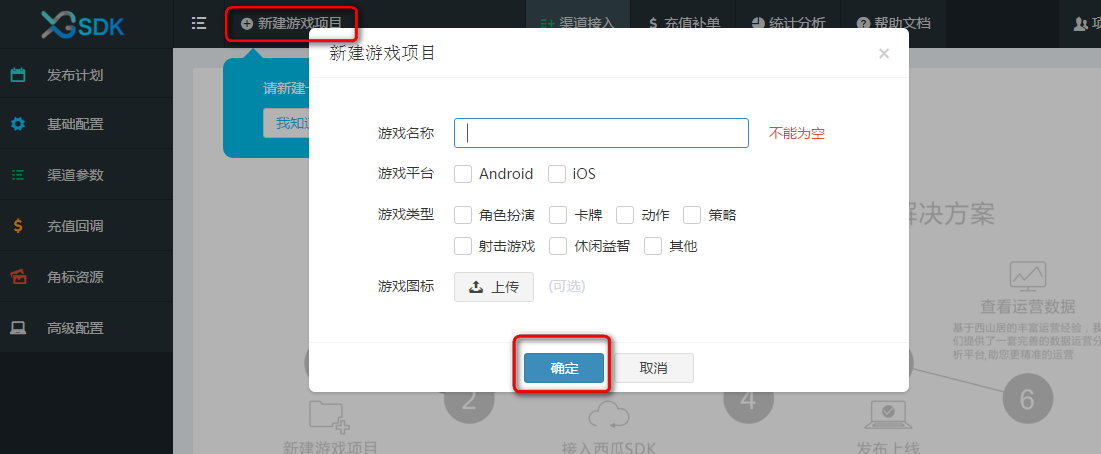 XGSDK
新建游戏项目
渠道接入
$ 充值补单
统计分析
帮助文档
发布计划
基础配置
渠道参数
充值回调
角标资源
高级配置
请新建一
我知道
新建游戏项目
×
游戏名称
不能为空
游戏平台
Android
iOS
游戏类型
角色扮演
卡牌
动作
策略
射击游戏
休闲益智
其他
游戏图标
上传
(可选)
确定
取消
解决方案
查看运营数据
基于西山居的丰富运营经验，我
们提供了一套完善的数据运营分
析平台,助您更精准的运营
2
4
6
新建游戏项目
接入西瓜SDK
发布上线